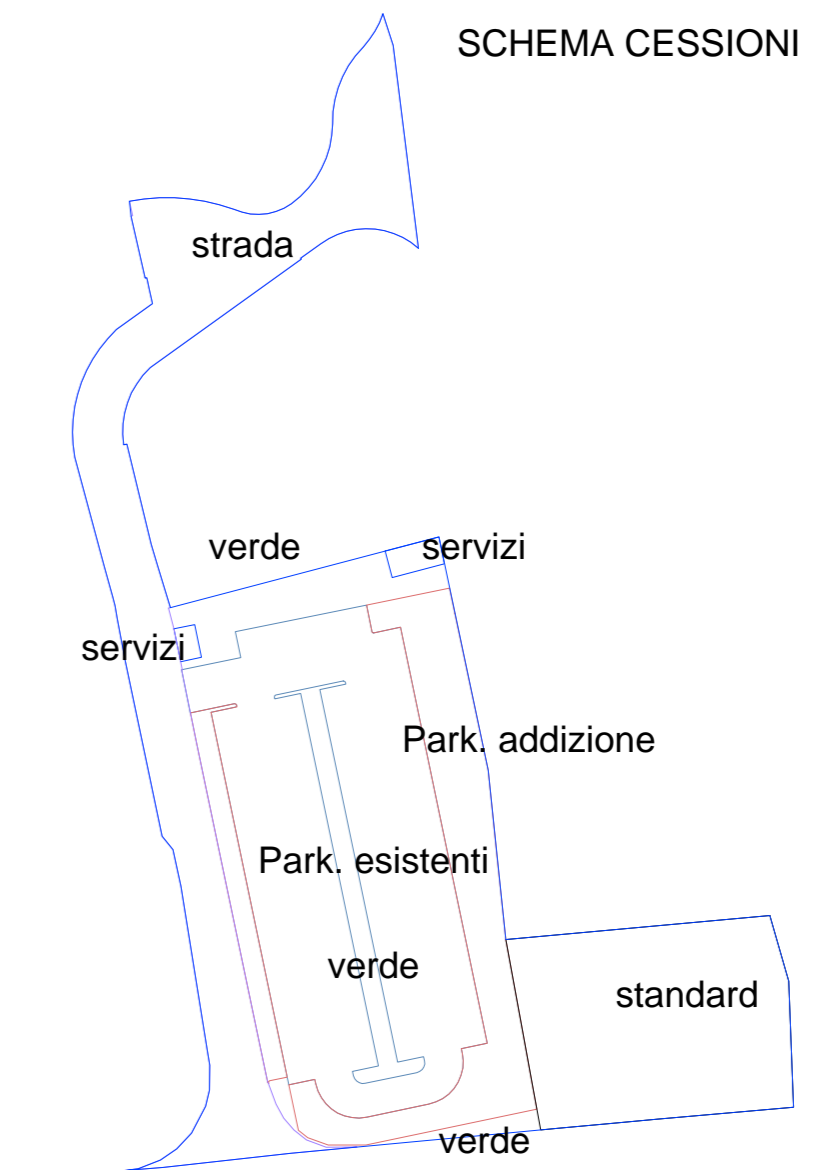 SCHEMA CESSIONI
strada
verde
servizi
servizi
Park. addizione
Park. esistenti
verde
standard
verde